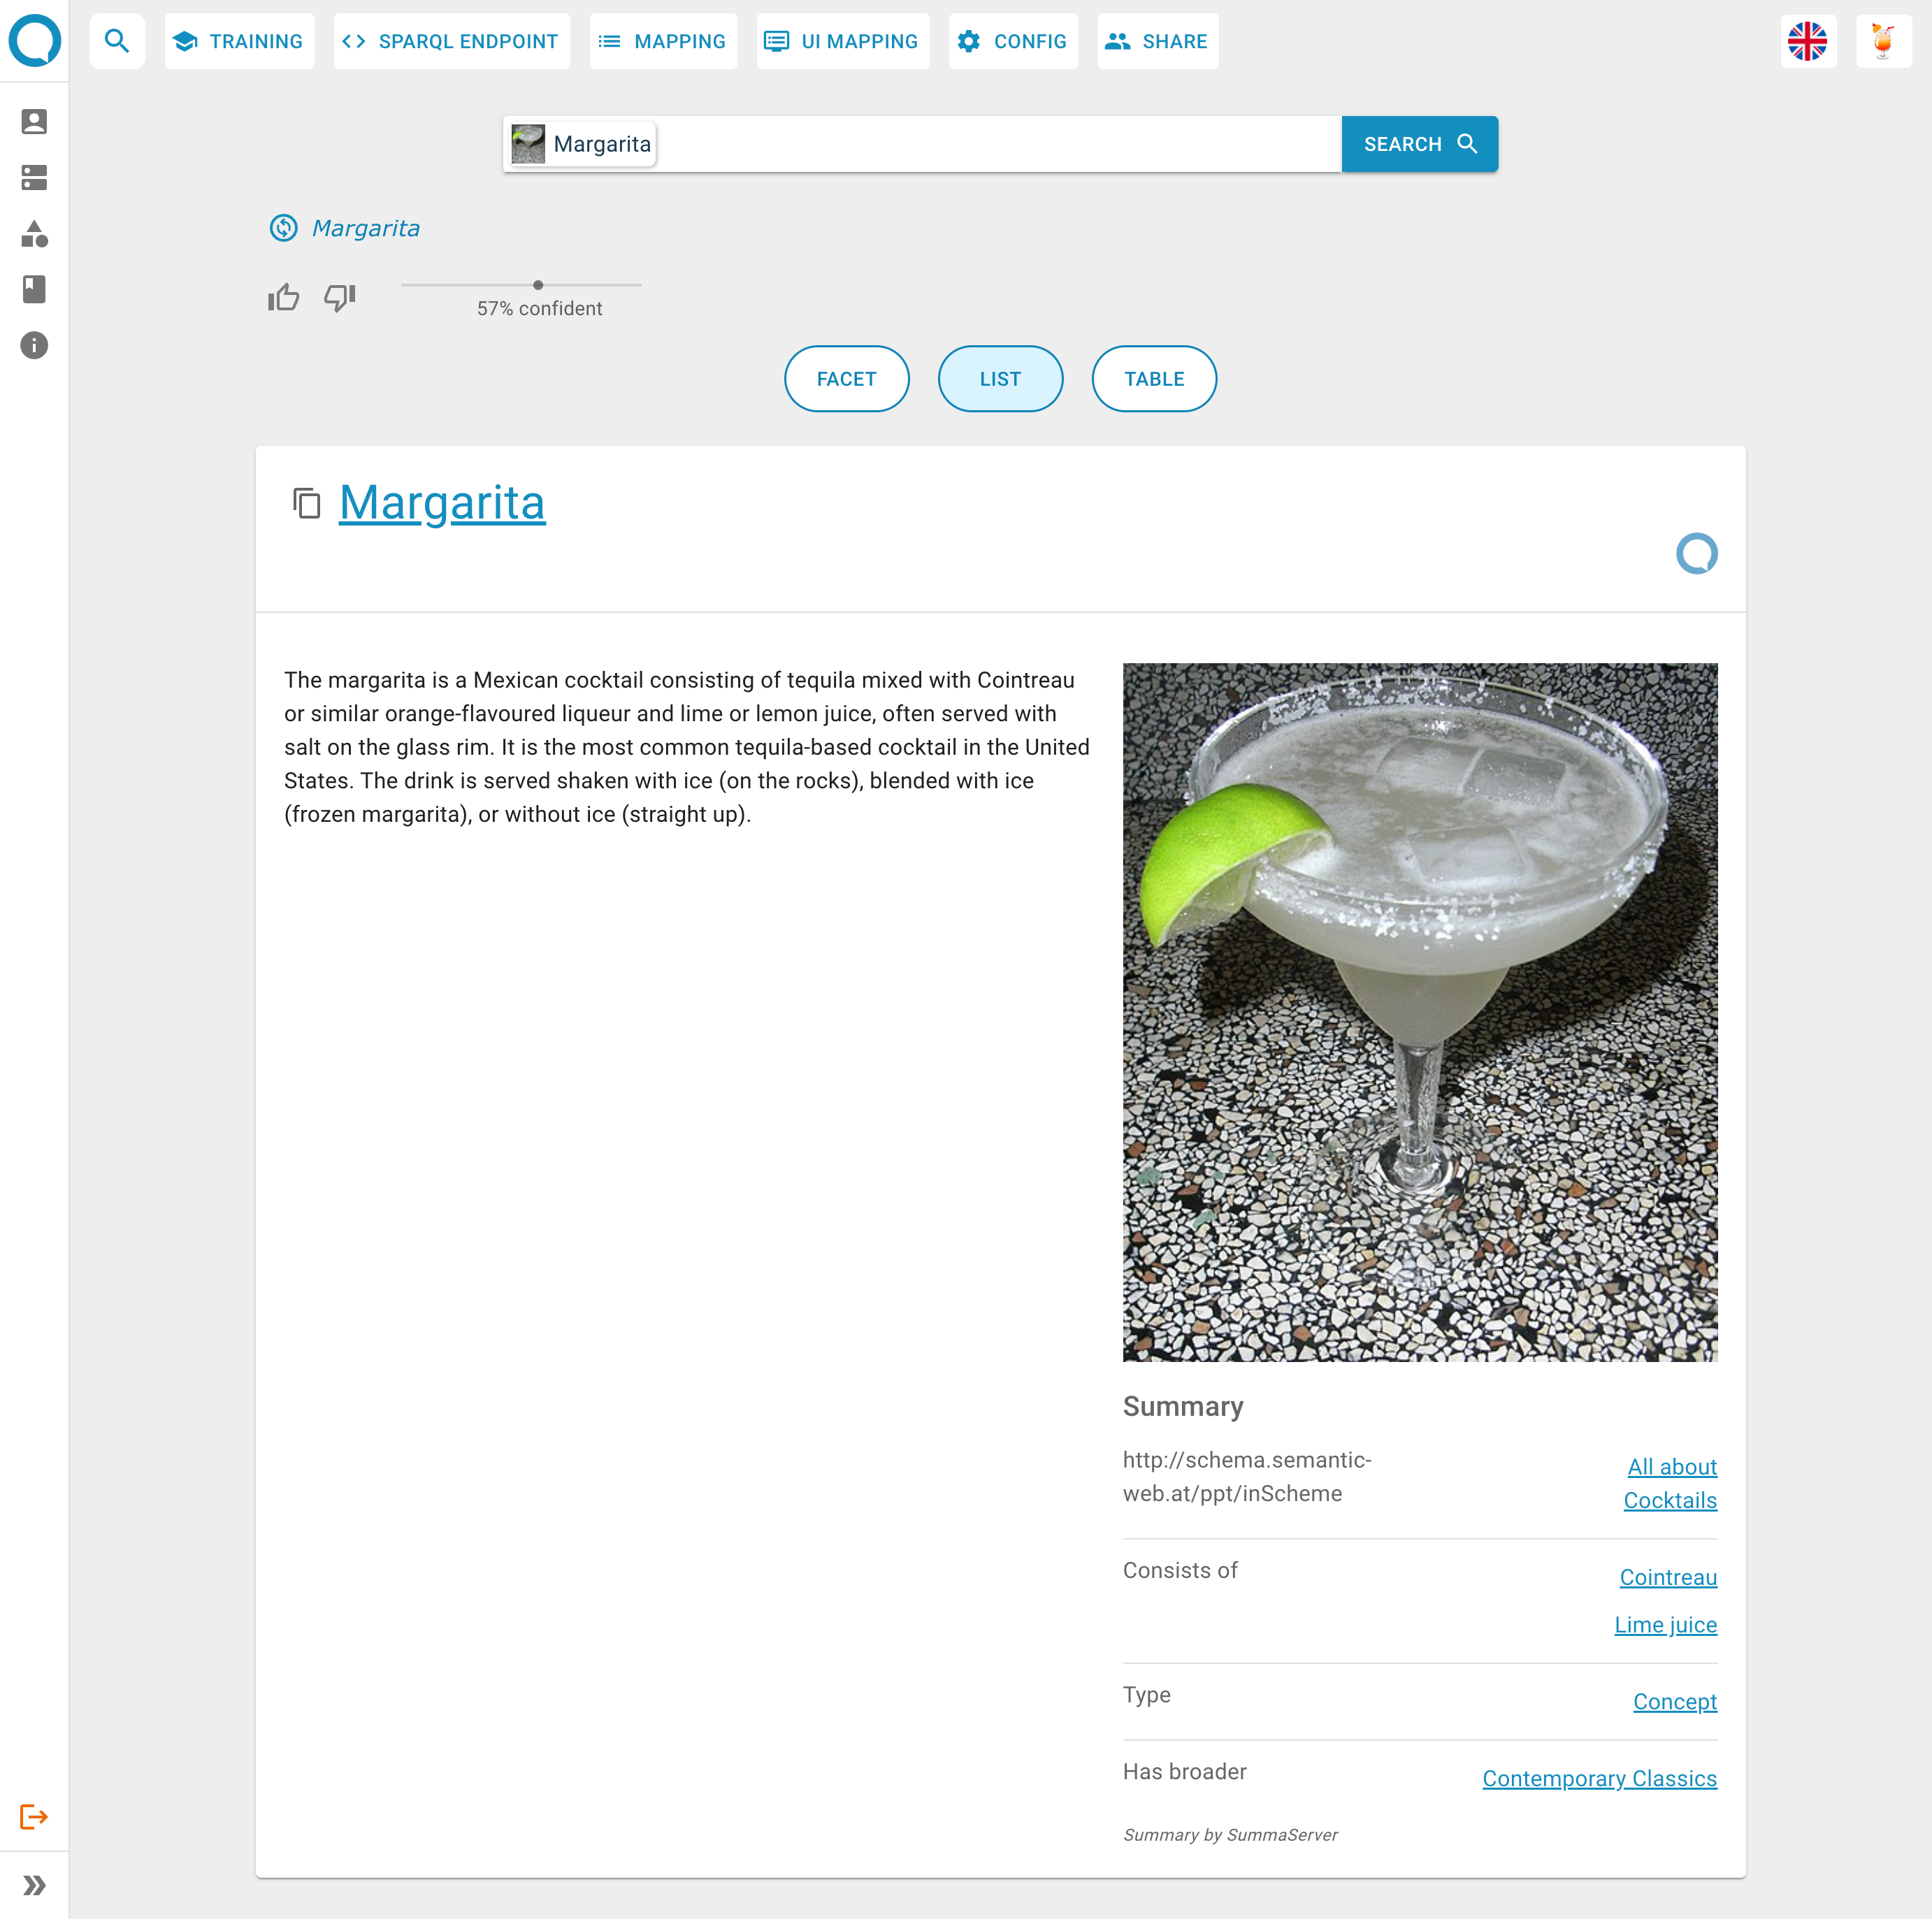 TRAINING
SPARQL ENDPOINT
MAPPING
UI MAPPING
CONFIG
SHARE
Margarita
SEARCH
Margarita
57% confident
FACET
LIST
TABLE
Margarita
The margarita is a Mexican cocktail consisting of tequila mixed with Cointreau
or similar orange-flavoured liqueur and lime or lemon juice, often served with
salt on the glass rim. It is the most common tequila-based cocktail in the United
States. The drink is served shaken with ice (on the rocks), blended with ice
(frozen margarita), or without ice (straight up).
Summary
http://schema.semantic-
web.at/ppt/inScheme
All about
Cocktails
Consists of
Cointreau
Lime juice
Type
Concept
Has broader
Contemporary Classics
Summary by SummaServer